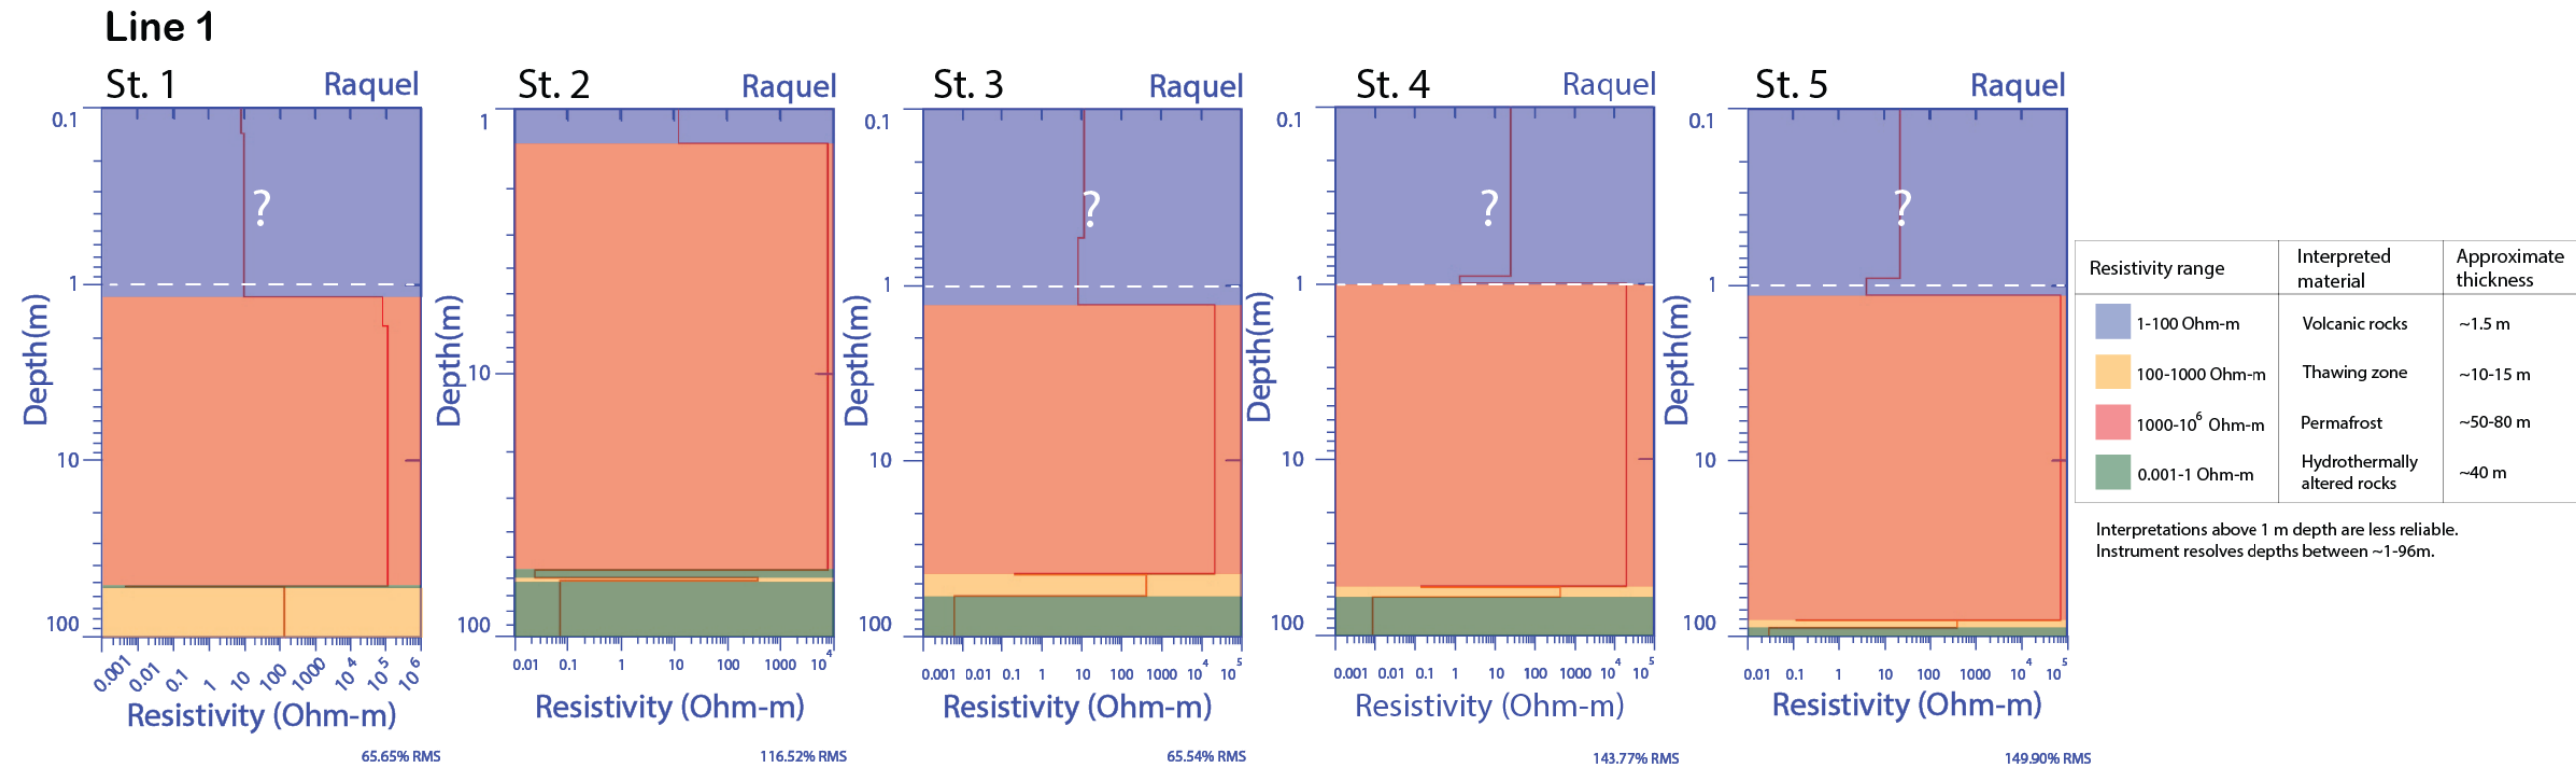 Line 1
St. 1 Raquel
0.1
1
10
100
Depth(m)
?
0.001 0.01 0.1 1 10 100 1000 10^4 10^5 10^6
Resistivity (Ohm-m)
65.65% RMS
St. 2 Raquel
1
10
100
Depth(m)
0.01 0.1 1 10 100 1000 10^4
Resistivity (Ohm-m)
116.52% RMS
St. 3 Raquel
0.1
1
10
100
Depth(m)
?
0.001 0.01 0.1 1 10 100 1000 10^4 10^5
Resistivity (Ohm-m)
65.54% RMS
St. 4 Raquel
0.1
1
10
100
Depth(m)
?
0.001 0.01 0.1 1 10 100 1000 10^4 10^5
Resistivity (Ohm-m)
143.77% RMS
St. 5 Raquel
0.1
1
10
100
Depth(m)
?
0.01 0.1 1 10 100 1000 10^4 10^5
Resistivity (Ohm-m)
149.90% RMS
Resistivity range Interpreted material Approximate thickness
1-100 Ohm-m Volcanic rocks ~1.5 m
100-1000 Ohm-m Thawing zone ~10-15 m
1000-10^6 Ohm-m Permafrost ~50-80 m
0.001-1 Ohm-m Hydrothermally altered rocks ~40 m
Interpretations above 1 m depth are less reliable.
Instrument resolves depths between ~1-96m.